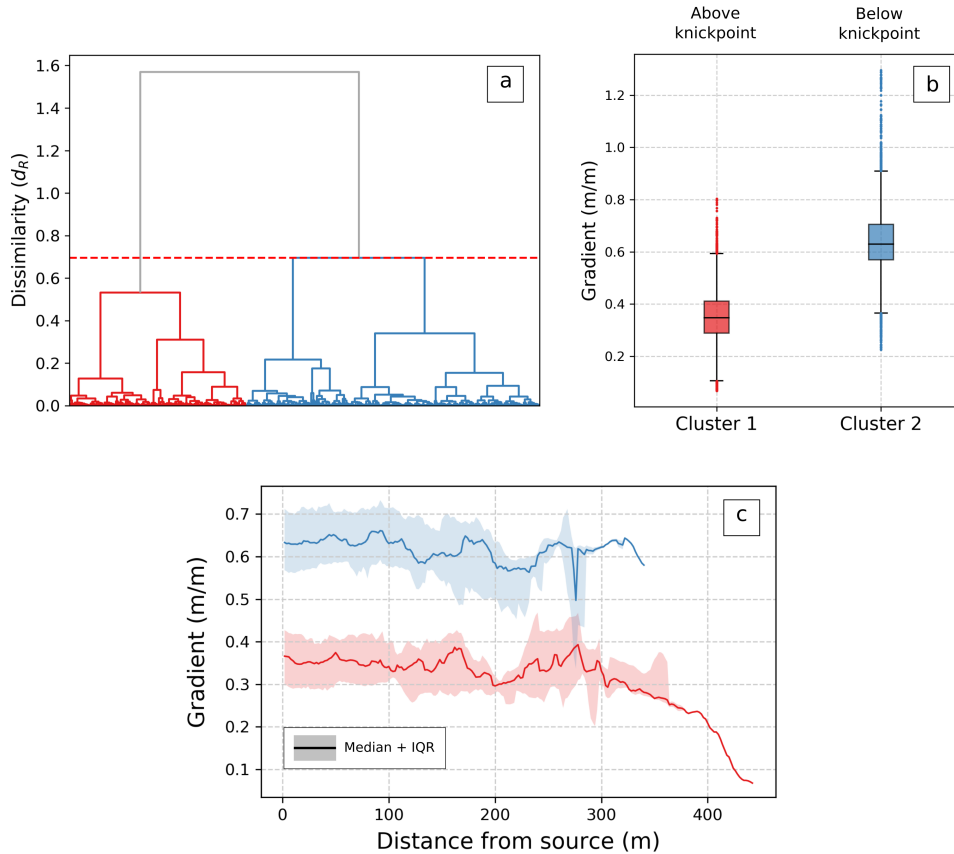 Above
knickpoint
Below
knickpoint
a
1.6
1.4
1.2
1.0
0.8
0.6
0.4
0.2
0.0
Dissimilarity (d_R)
b
1.2
1.0
0.8
0.6
0.4
0.2
Gradient (m/m)
Cluster 1
Cluster 2
c
0.7
0.6
0.5
0.4
0.3
0.2
0.1
Gradient (m/m)
Median + IQR
0
100
200
300
400
Distance from source (m)